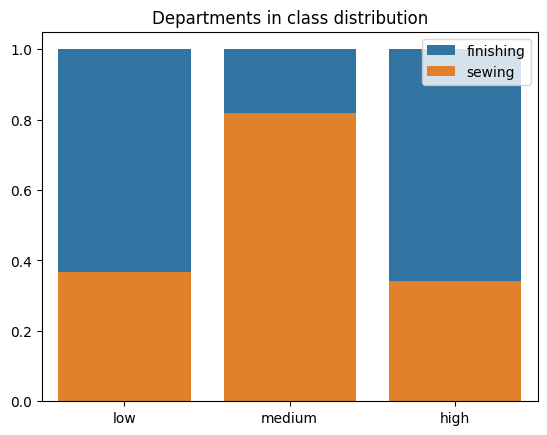 Departments in class distribution
finishing
sewing
1.0
0.8
0.6
0.4
0.2
0.0
low
medium
high